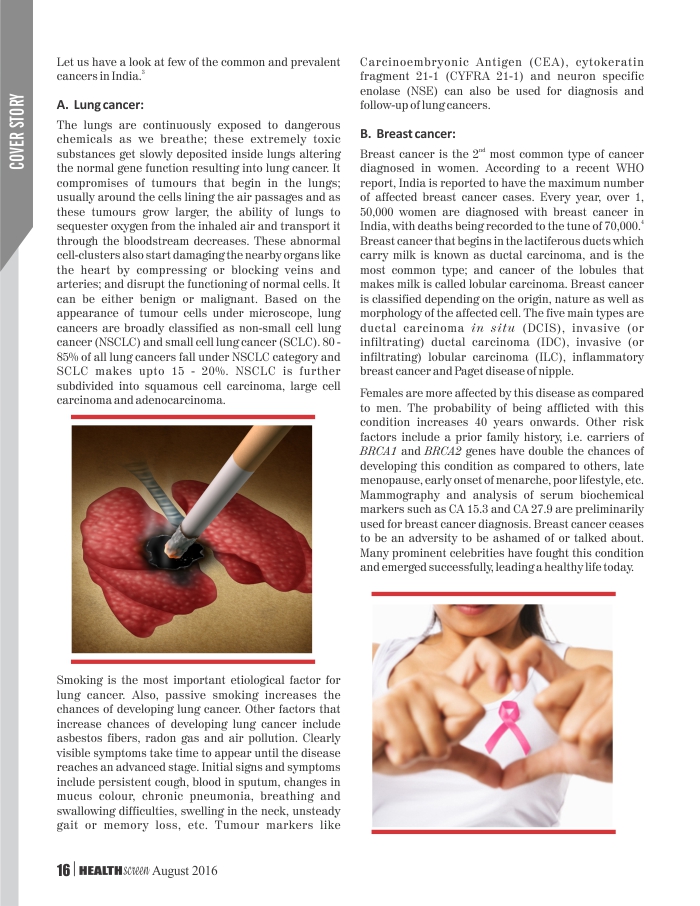 COVER STORY
Let us have a look at few of the common and prevalent
cancers in India.5
A. Lung cancer:
The lungs are continuously exposed to dangerous
chemicals as we breathe; these extremely toxic
substances get slowly deposited inside lungs altering
the normal gene function resulting into lung cancer. It
compromises of tumours that begin in the lungs;
usually around the cells lining the air passages and as
these tumours grow larger, the ability of lungs to
sequester oxygen from the inhaled air and transport it
through the bloodstream decreases. These abnormal
cell-clusters also start damaging the nearby organs like
the heart by compressing or blocking veins and
arteries; and disrupt the functioning of normal cells. It
can be either benign or malignant. Based on the
appearance of tumour cells under microscope, lung
cancers are broadly classified as non-small cell lung
cancer (NSCLC) and small cell lung cancer (SCLC). 80 -
85% of all lung cancers fall under NSCLC category and
SCLC makes upto 15 - 20%. NSCLC is further
subdivided into squamous cell carcinoma, large cell
carcinoma and adenocarcinoma.
Smoking is the most important etiological factor for
lung cancer. Also, passive smoking increases the
chances of developing lung cancer. Other factors that
increase chances of developing lung cancer include
asbestos fibers, radon gas and air pollution. Clearly
visible symptoms take time to appear until the disease
reaches an advanced stage. Initial signs and symptoms
include persistent cough, blood in sputum, changes in
mucus colour, chronic pneumonia, breathing and
swallowing difficulties, swelling in the neck, unsteady
gait or memory loss, etc. Tumour markers like
Carcinoembryonic Antigen (CEA), cytokeratin
fragment 21-1 (CYFRA 21-1) and neuron specific
enolase (NSE) can also be used for diagnosis and
follow-up of lung cancers.
B. Breast cancer:
Breast cancer is the 2nd most common type of cancer
diagnosed in women. According to a recent WHO
report, India is reported to have the maximum number
of affected breast cancer cases. Every year, over 1,
50,000 women are diagnosed with breast cancer in
India, with deaths being recorded to the tune of 70,000.4
Breast cancer that begins in the lactiferous ducts which
carry milk is known as ductal carcinoma, and is the
most common type; and cancer of the lobules that
makes milk is called lobular carcinoma. Breast cancer
is classified depending on the origin, nature as well as
morphology of the affected cell. The five main types are
ductal carcinoma in situ (DCIS), invasive (or
infiltrating) ductal carcinoma (IDC), invasive (or
infiltrating) lobular carcinoma (ILC), inflammatory
breast cancer and Paget disease of nipple.
Females are more affected by this disease as compared
to men. The probability of being afflicted with this
condition increases 40 years onwards. Other risk
factors include a prior family history, i.e. carriers of
BRCA1 and BRCA2 genes have double the chances of
developing this condition as compared to others, late
menopause, early onset of menarche, poor lifestyle, etc.
Mammography and analysis of serum biochemical
markers such as CA 15.3 and CA 27.9 are preliminarily
used for breast cancer diagnosis. Breast cancer ceases
to be an adversity to be ashamed of or talked about.
Many prominent celebrities have fought this condition
and emerged successfully, leading a healthy life today.
16 | HEALTHscreen August 2016